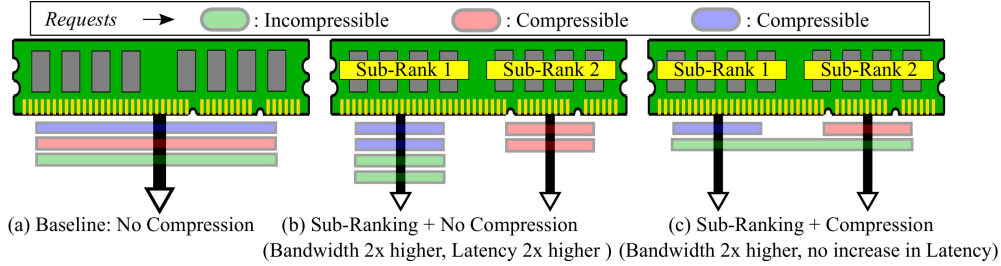 Requests : Incompressible : Compressible : Compressible
Sub-Rank 1 Sub-Rank 2 Sub-Rank 1 Sub-Rank 2
(a) Baseline: No Compression (b) Sub-Ranking + No Compression (c) Sub-Ranking + Compression
(Bandwidth 2x higher, Latency 2x higher ) (Bandwidth 2x higher, no increase in Latency)